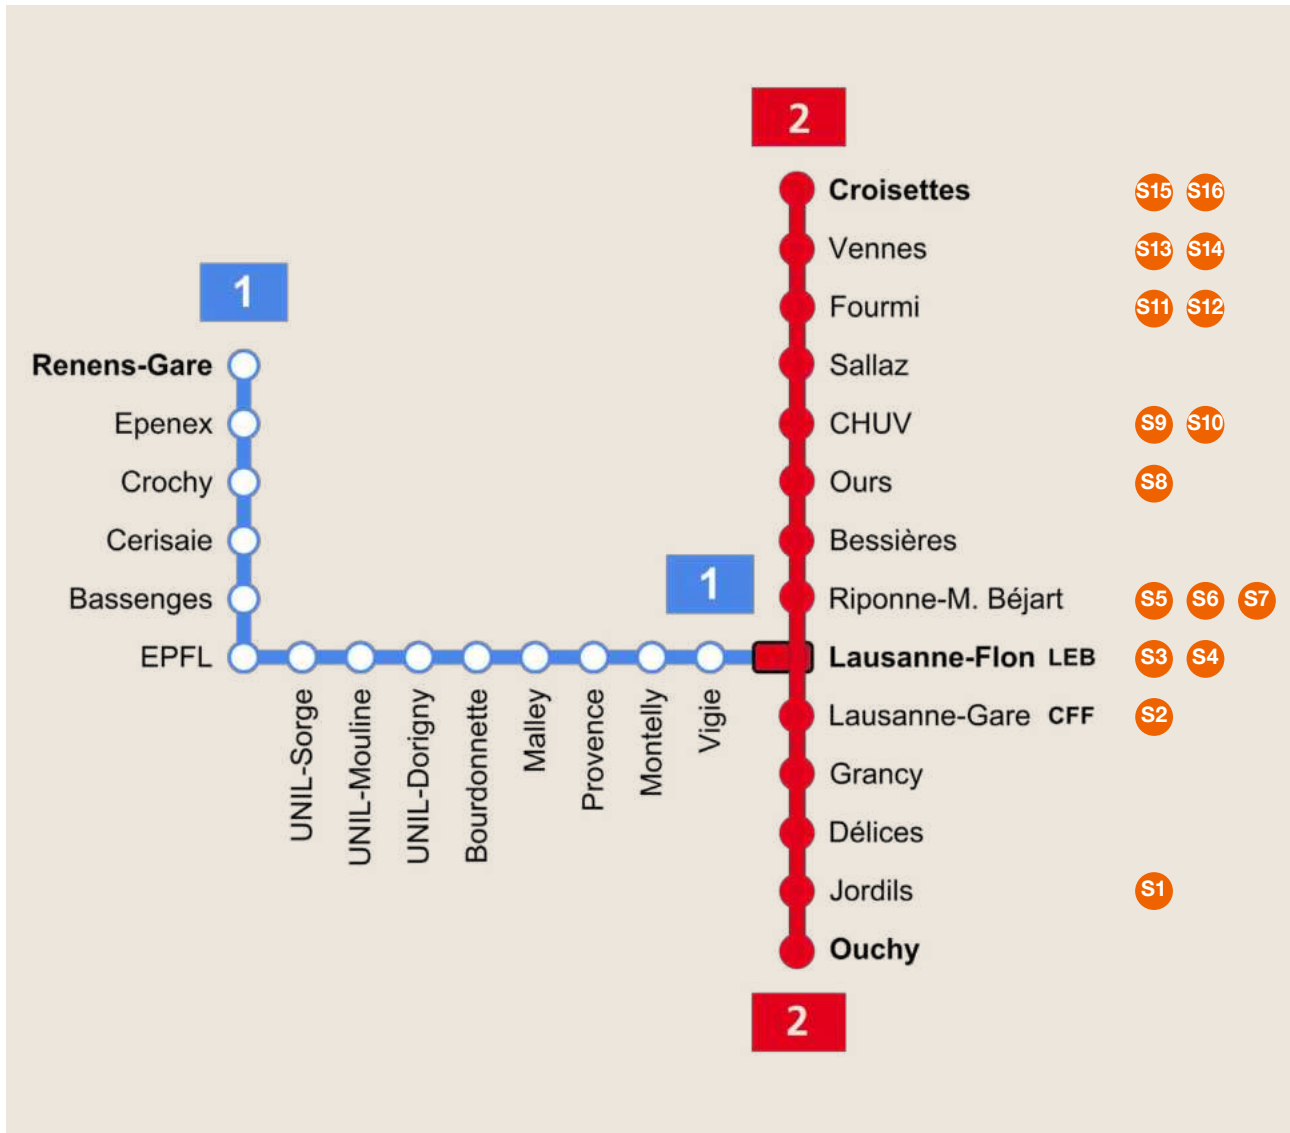 2
Croisettes S15 S16
Vennes S13 S14
1
Fourmi S11 S12
Renens-Gare
Sallaz
Epenex
CHUV S9 S10
Crochy
Ours S8
Cerisaie
Bessières
1
Bassenges
Riponne-M. Béjart S5 S6 S7
EPFL
Lausanne-Flon LEB S3 S4
UNIL-Sorge
UNIL-Mouline
UNIL-Dorigny
Bourdonnette
Malley
Provence
Montelly
Vigie
Lausanne-Gare CFF S2
Grancy
Délices
Jordils S1
Ouchy
2